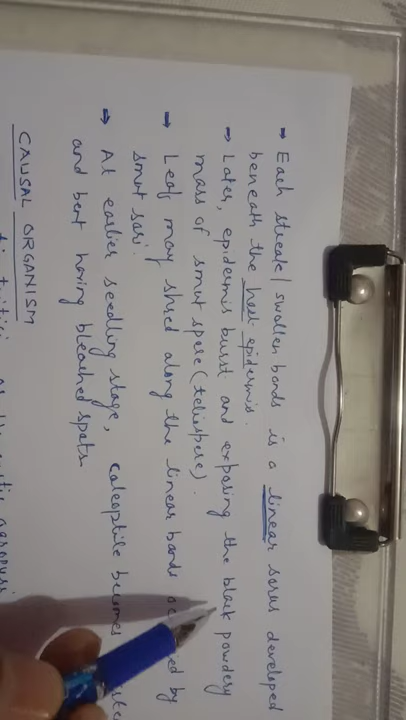 → Each streak/swollen bands is a linear sorus developed
beneath the host epidermis.
→ Later, epidermis burst and exposing the black powdery
mass of smut spore (teliospore).
→ Leaf may shred along the linear bands by
smut sori.
→ At earlier seedling stage, coleoptile becomes
and bent having bleached spots.
CAUSAL ORGANISM